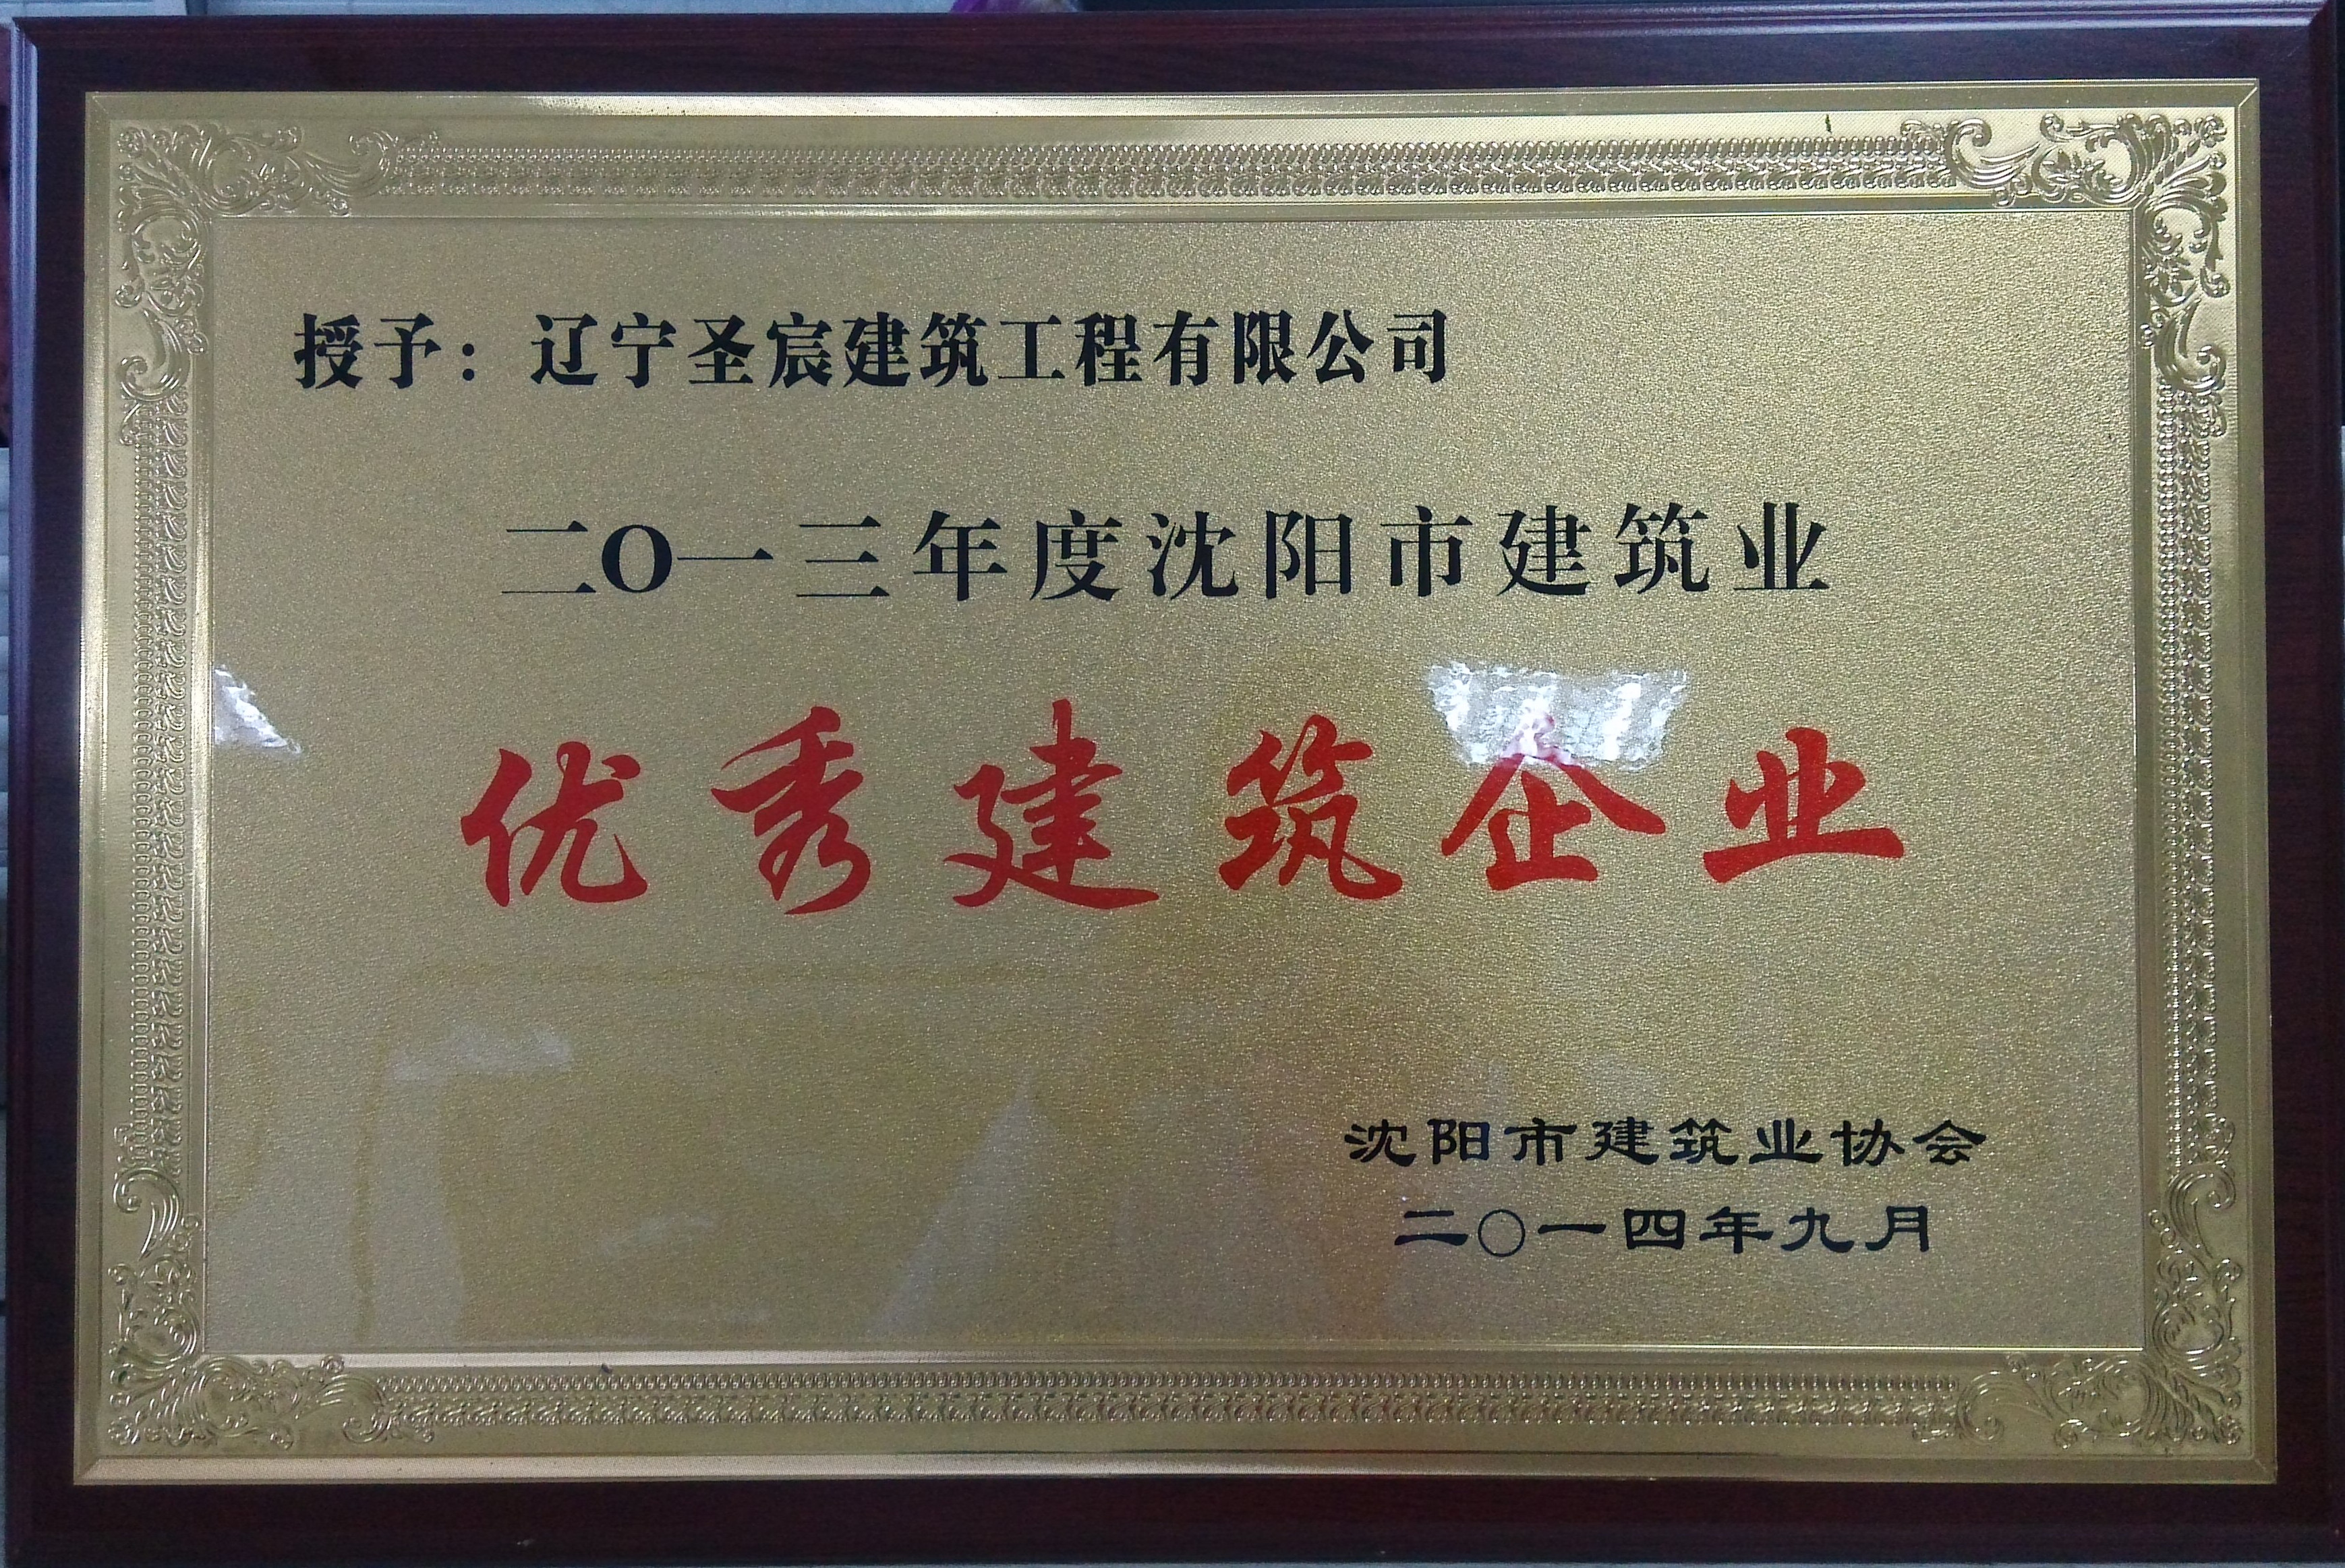 授予：辽宁圣宸建筑工程有限公司
二O一三年度沈阳市建筑业
优秀建筑企业
沈阳市建筑业协会
二〇一四年九月